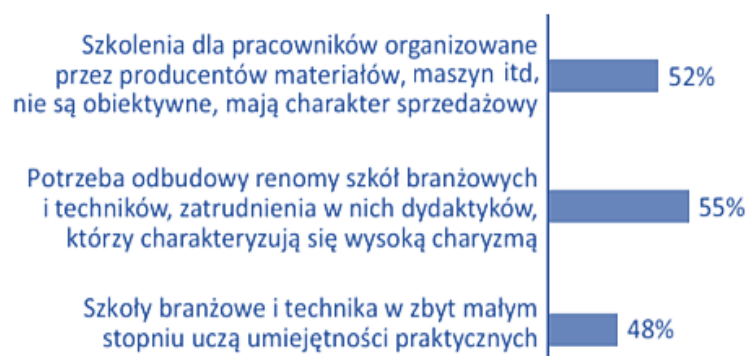 Szkolenia dla pracowników organizowane
przez producentów materiałów, maszyn itd,
nie są obiektywne, mają charakter sprzedażowy
52%
Potrzeba odbudowy renomy szkół branżowych
i techników, zatrudnienia w nich dydaktyków,
którzy charakteryzują się wysoką charyzmą
55%
Szkoły branżowe i technika w zbyt małym
stopniu uczą umiejętności praktycznych
48%